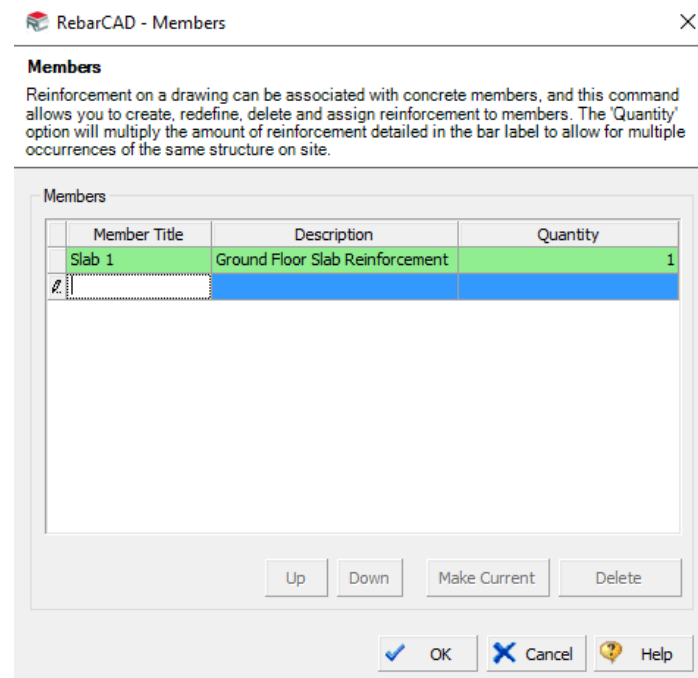 RebarCAD - Members
Members
Reinforcement on a drawing can be associated with concrete members, and this command
allows you to create, redefine, delete and assign reinforcement to members. The 'Quantity'
option will multiply the amount of reinforcement detailed in the bar label to allow for multiple
occurrences of the same structure on site.
Members
Member Title Description Quantity
Slab 1 Ground Floor Slab Reinforcement 1
Up Down Make Current Delete
OK Cancel Help